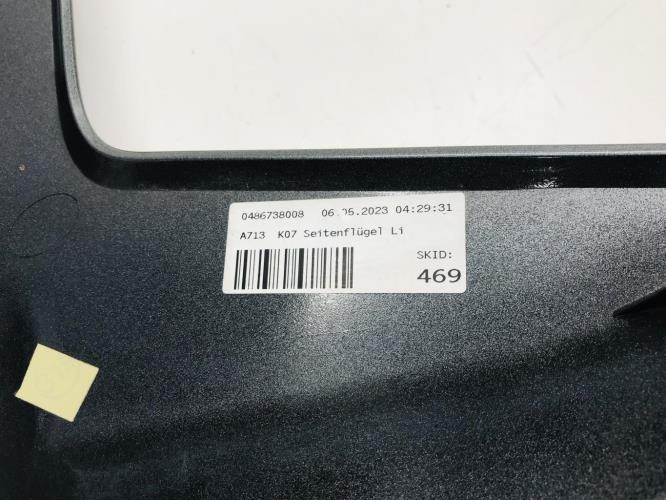 0486738008 06.05.2023 04:29:31
A713 K07 Seitenflügel Li
SKID:
469